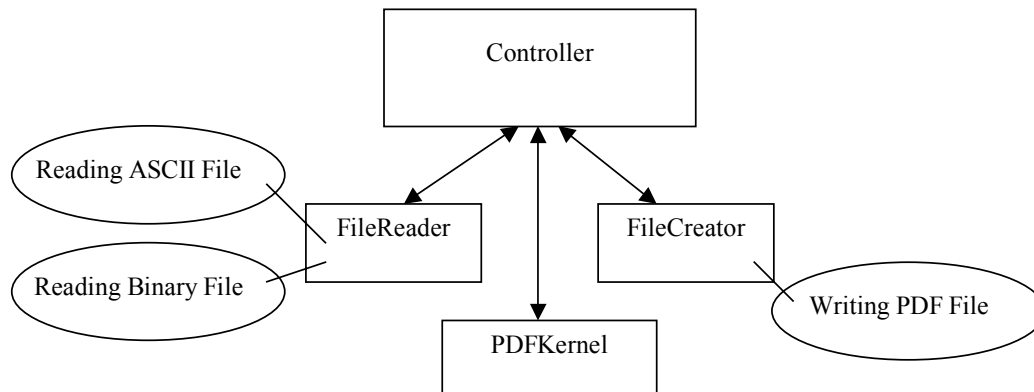 Controller
Reading ASCII File
FileReader
FileCreator
Reading Binary File
Writing PDF File
PDFKernel